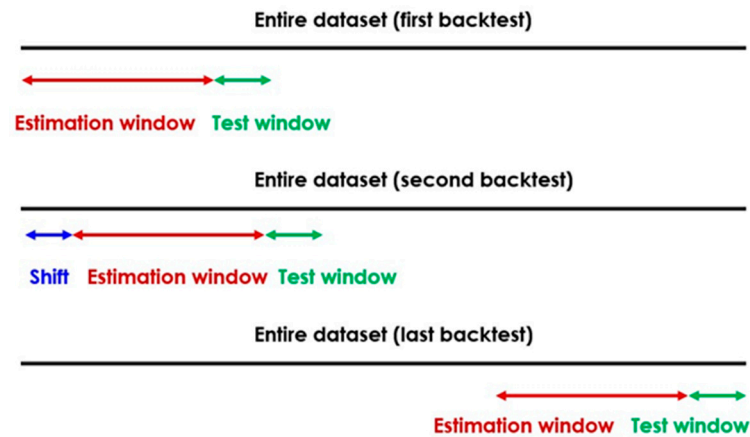 Entire dataset (first backtest)
Estimation window Test window
Entire dataset (second backtest)
Shift Estimation window Test window
Entire dataset (last backtest)
Estimation window Test window